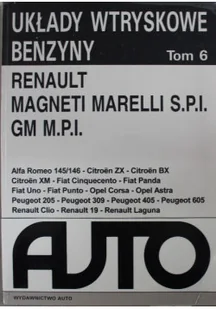 UKŁADY WTRYSKOWE
BENZYNY Tom 6
RENAULT
MAGNETI MARELLI S.P.I.
GM M.P.I.
Alfa Romeo 145/146 - Citroën ZX - Citroën BX
Citroën XM - Fiat Cinquecento - Fiat Panda
Fiat Uno - Fiat Punto - Opel Corsa - Opel Astra
Peugeot 205 - Peugeot 309 - Peugeot 405 - Peugeot 605
Renault Clio - Renault 19 - Renault Laguna
AUTO
WYDAWNICTWO AUTO